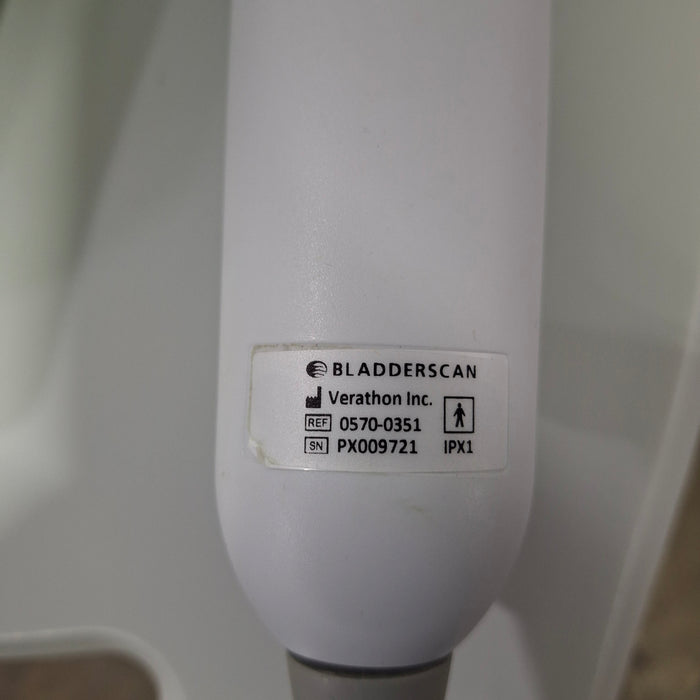 BLADDERSCAN
Verathon Inc.
REF 0570-0351
SN PX009721 IPX1